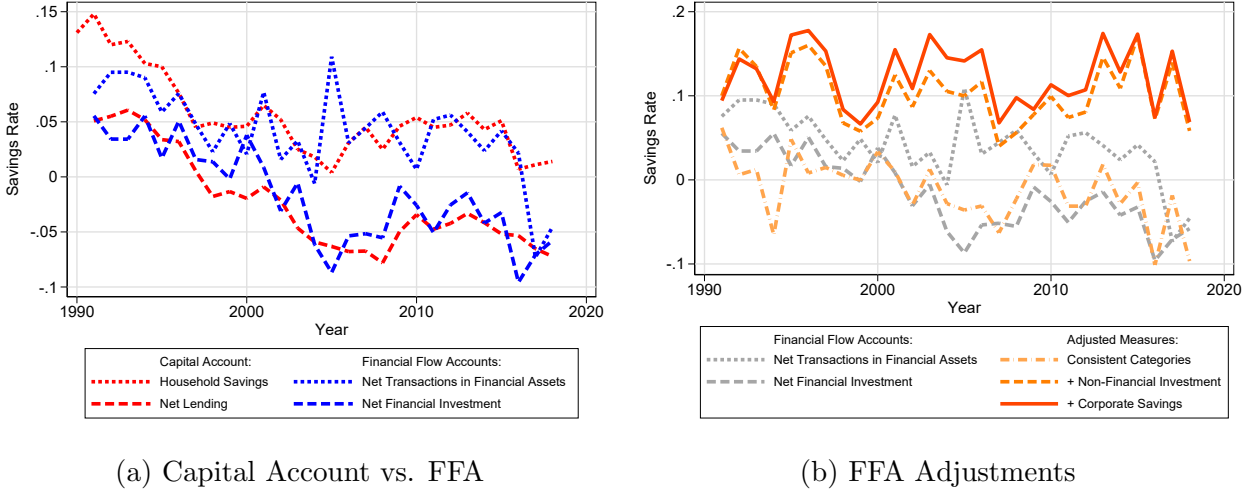 .15
.1
.05
0
-.05
-.1
Savings Rate
1990
2000
2010
2020
Year
Capital Account:
Financial Flow Accounts:
Household Savings
Net Transactions in Financial Assets
Net Lending
Net Financial Investment
(a) Capital Account vs. FFA
.2
.1
0
-.1
Savings Rate
1990
2000
2010
2020
Year
Financial Flow Accounts:
Adjusted Measures:
Net Transactions in Financial Assets
Consistent Categories
Net Financial Investment
+ Non-Financial Investment
+ Corporate Savings
(b) FFA Adjustments